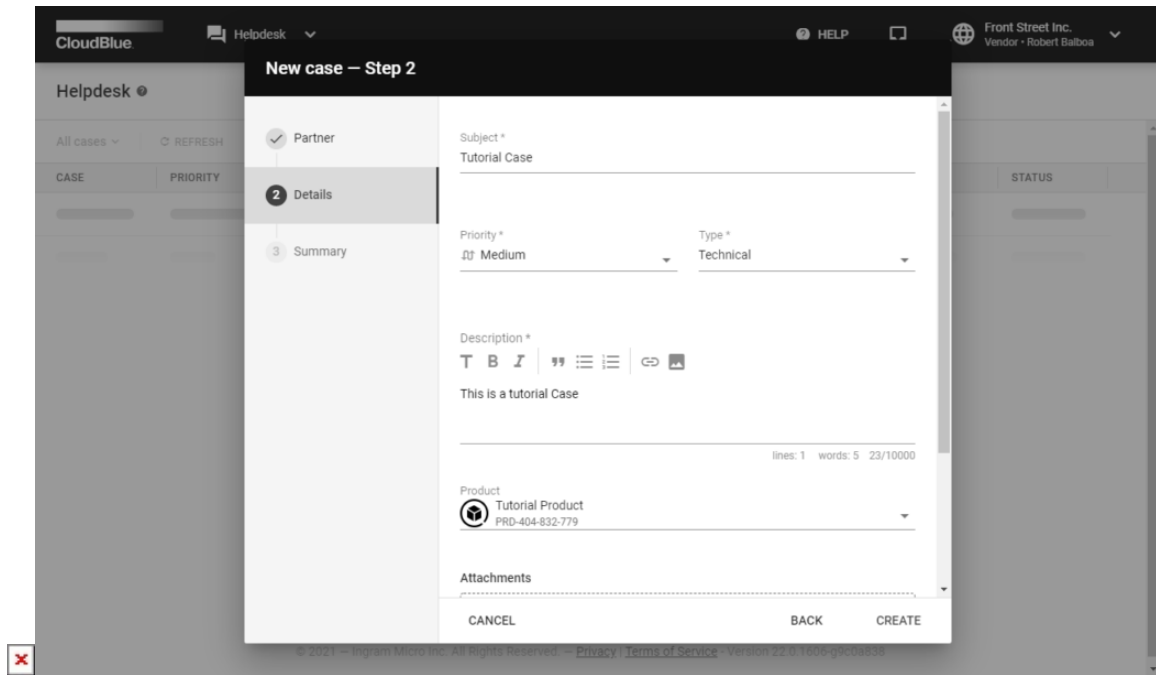 CloudBlue
Helpdesk
HELP
Front Street Inc.
Vendor • Robert Balboa
New case — Step 2
Helpdesk
All cases
REFRESH
CASE PRIORITY STATUS
Partner
2 Details
3 Summary
Subject *
Tutorial Case
Priority * Type *
Medium Technical
Description *
T B I
This is a tutorial Case
lines: 1 words: 5 23/10000
Product
Tutorial Product
PRD-404-832-779
Attachments
CANCEL BACK CREATE
© 2021 — Ingram Micro Inc. All Rights Reserved. — Privacy | Terms of Service - Version 22.0.1606-g9c0a838